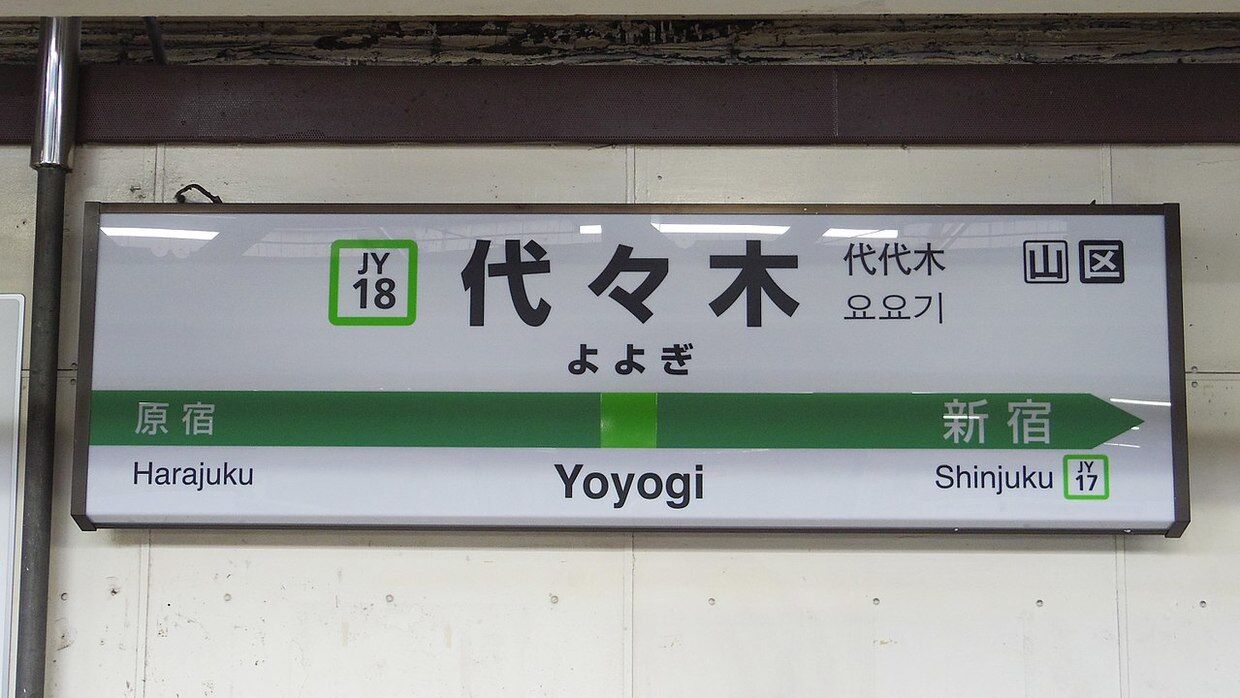 JY
18
代々木
代代木
요요기
山 区
よよぎ
原宿
新宿
Harajuku
Yoyogi
Shinjuku
JY
17